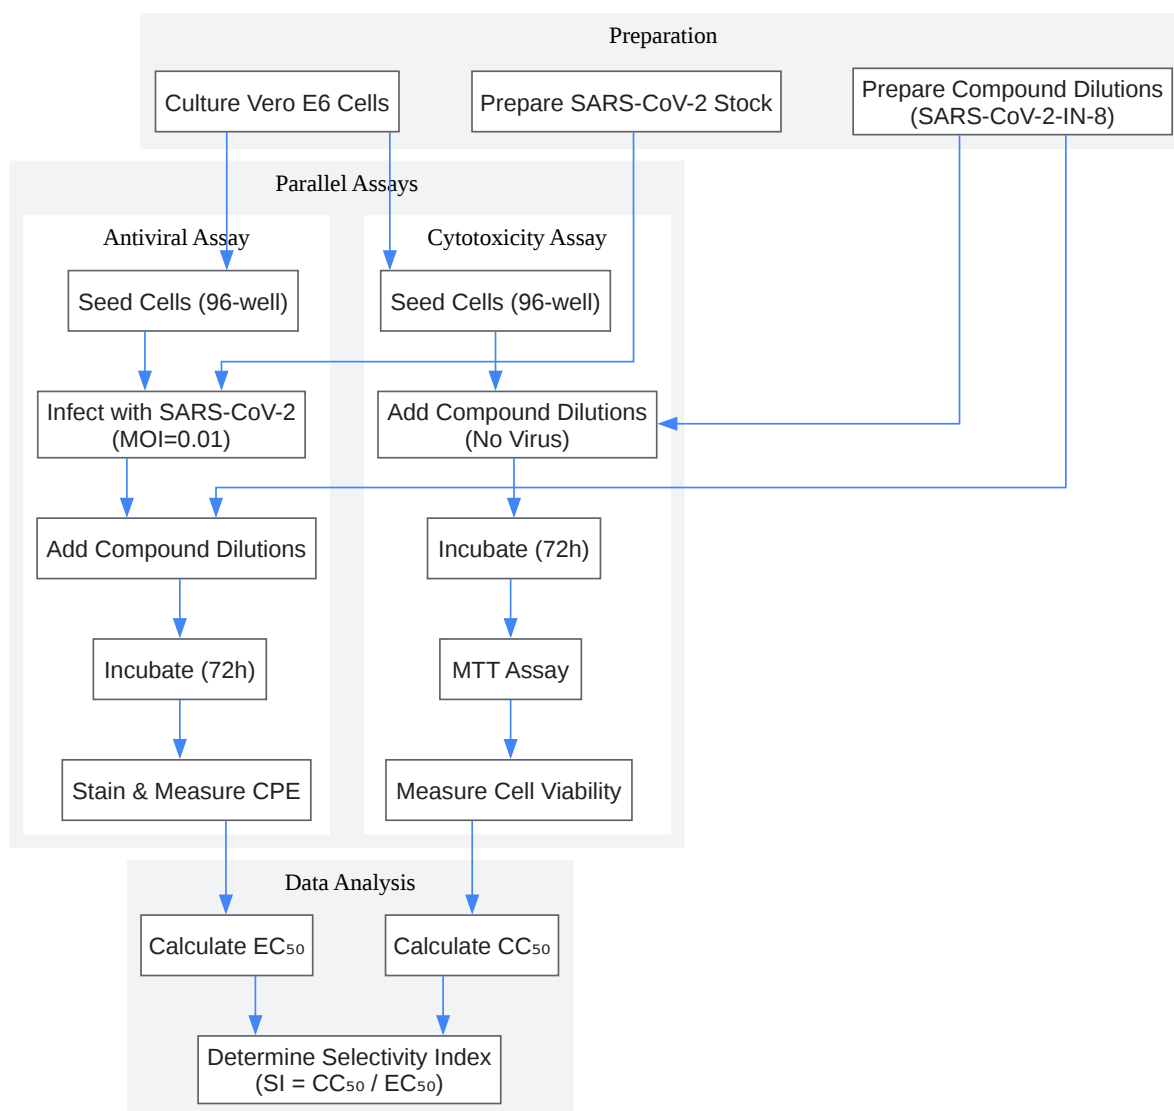 Preparation
Culture Vero E6 Cells
Prepare SARS-CoV-2 Stock
Prepare Compound Dilutions
(SARS-CoV-2-IN-8)
Parallel Assays
Antiviral Assay
Cytotoxicity Assay
Seed Cells (96-well)
Seed Cells (96-well)
Infect with SARS-CoV-2
(MOI=0.01)
Add Compound Dilutions
(No Virus)
Add Compound Dilutions
Incubate (72h)
Incubate (72h)
MTT Assay
Stain & Measure CPE
Measure Cell Viability
Data Analysis
Calculate EC₅₀
Calculate CC₅₀
Determine Selectivity Index
(SI = CC₅₀ / EC₅₀)